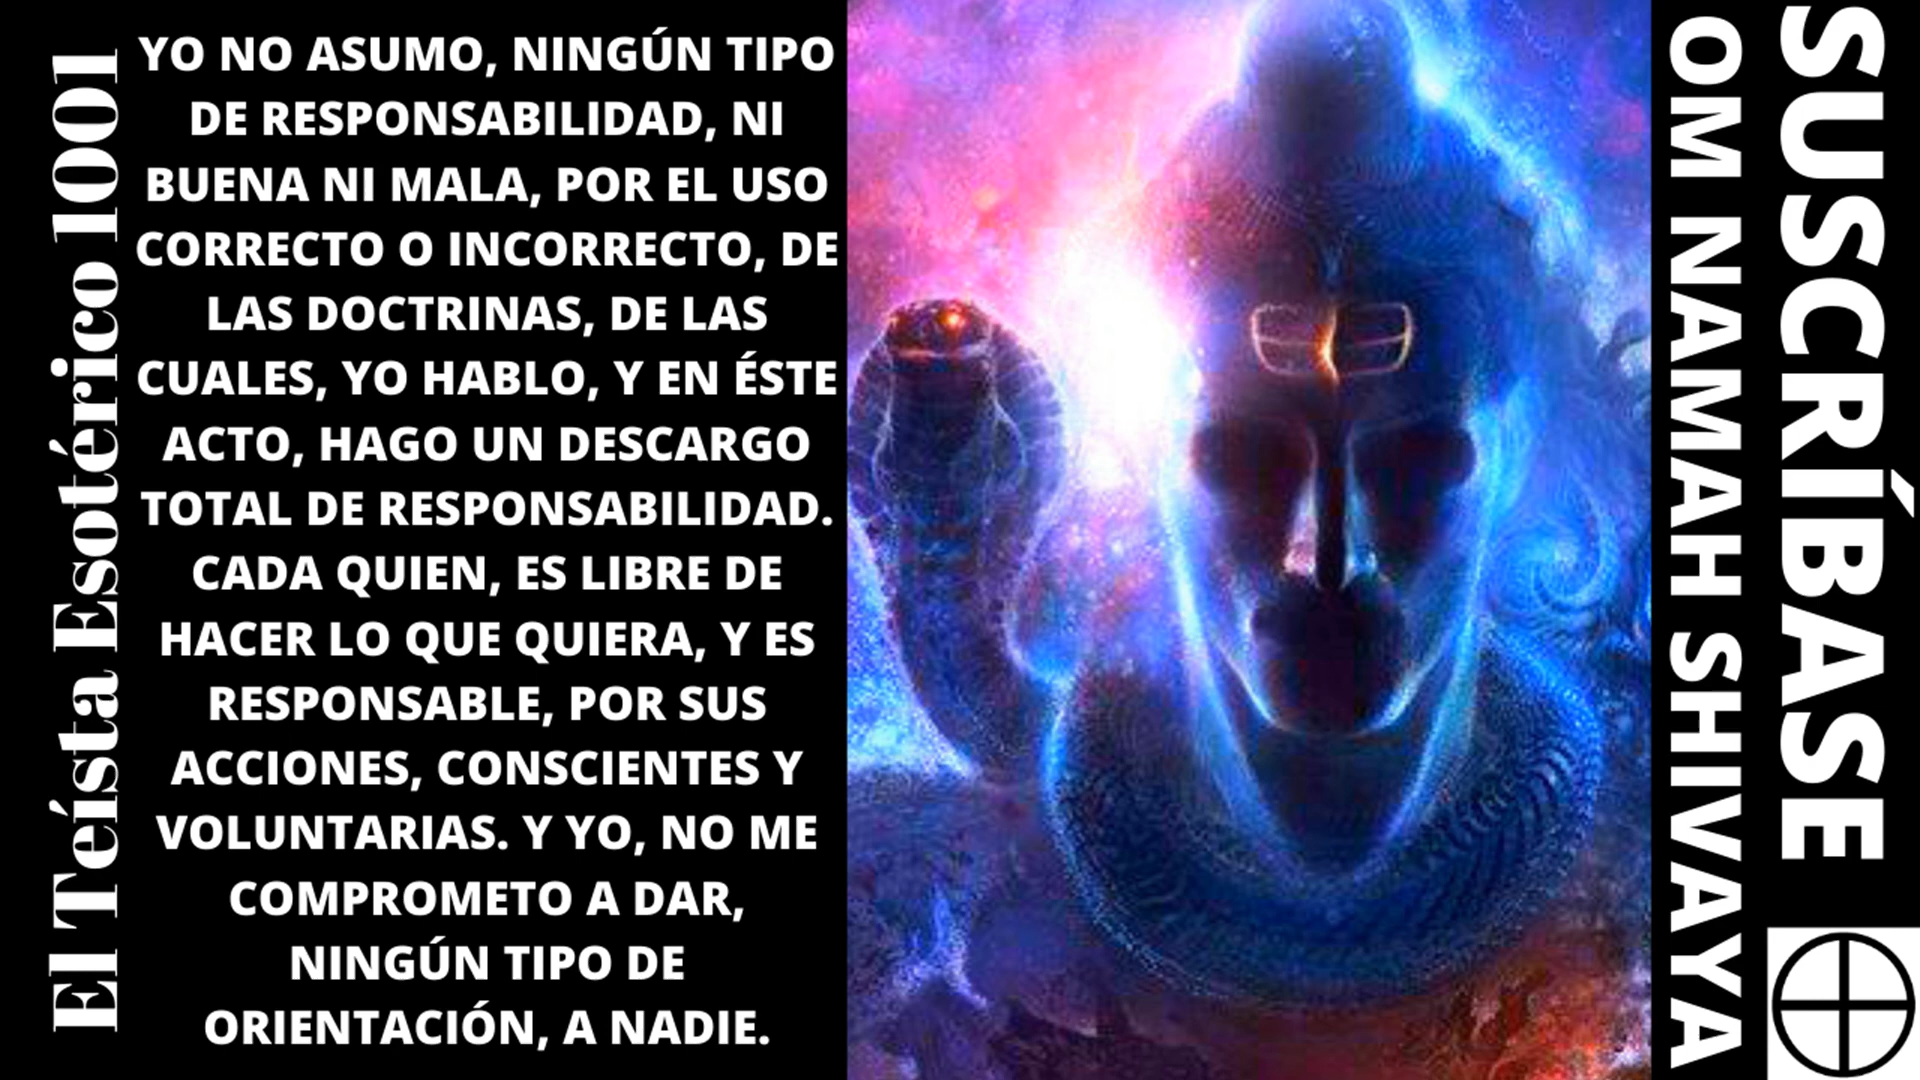 El Teísta Esotérico 1001
YO NO ASUMO, NINGÚN TIPO
DE RESPONSABILIDAD, NI
BUENA NI MALA, POR EL USO
CORRECTO O INCORRECTO, DE
LAS DOCTRINAS, DE LAS
CUALES, YO HABLO, Y EN ÉSTE
ACTO, HAGO UN DESCARGO
TOTAL DE RESPONSABILIDAD.
CADA QUIEN, ES LIBRE DE
HACER LO QUE QUIERA, Y ES
RESPONSABLE, POR SUS
ACCIONES, CONSCIENTES Y
VOLUNTARIAS. Y YO, NO ME
COMPROMETO A DAR,
NINGÚN TIPO DE
ORIENTACIÓN, A NADIE.
SUSCRÍBASE
OM NAMAH SHIVAYA